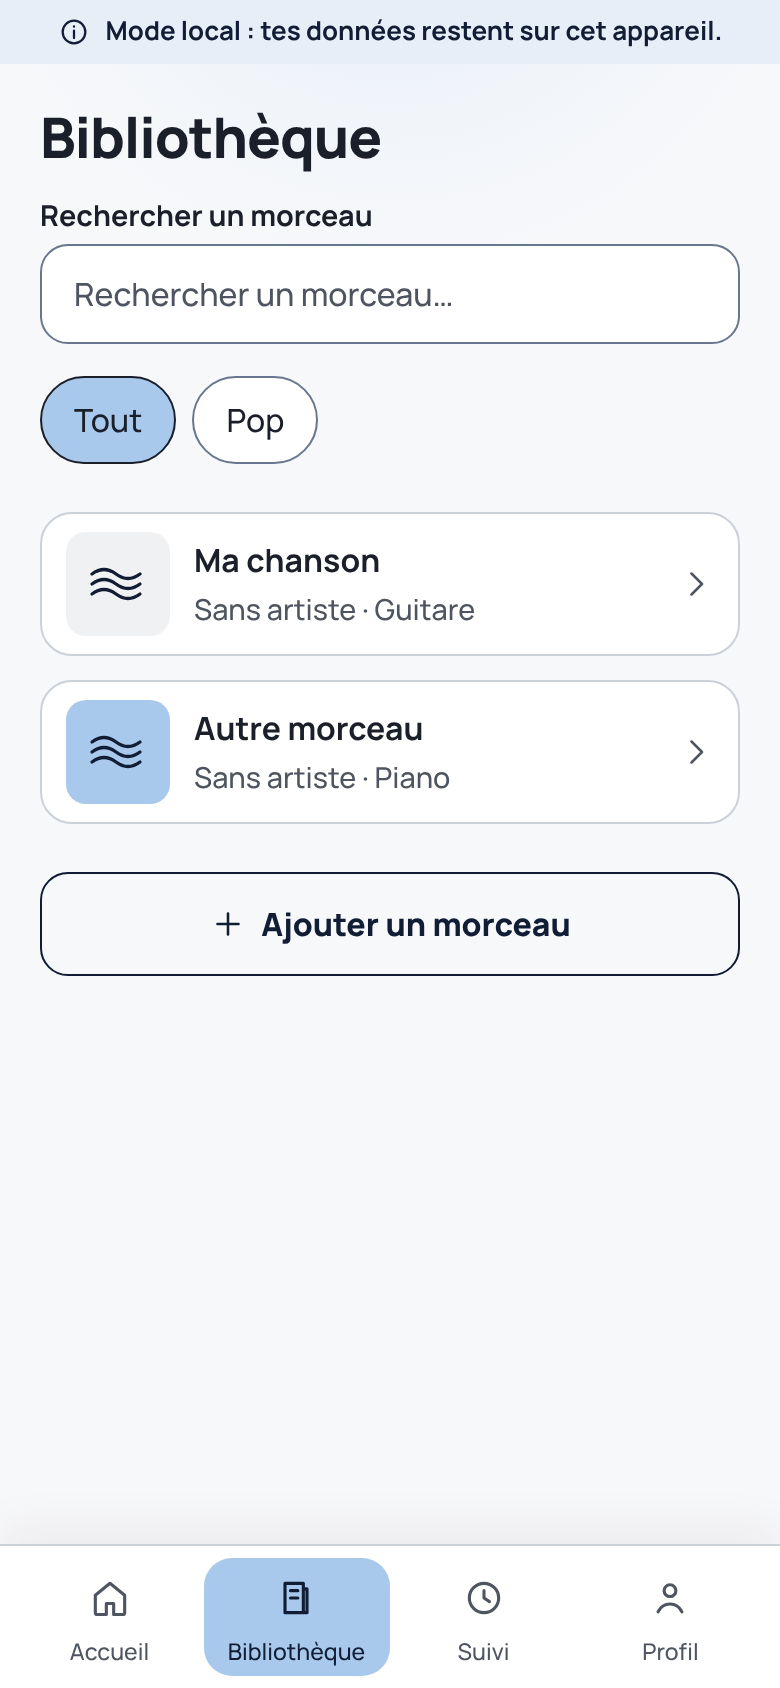 Mode local : tes données restent sur cet appareil.
Bibliothèque
Rechercher un morceau
Rechercher un morceau…
Tout
Pop
Ma chanson
Sans artiste · Guitare
Autre morceau
Sans artiste · Piano
Ajouter un morceau
Accueil
Bibliothèque
Suivi
Profil